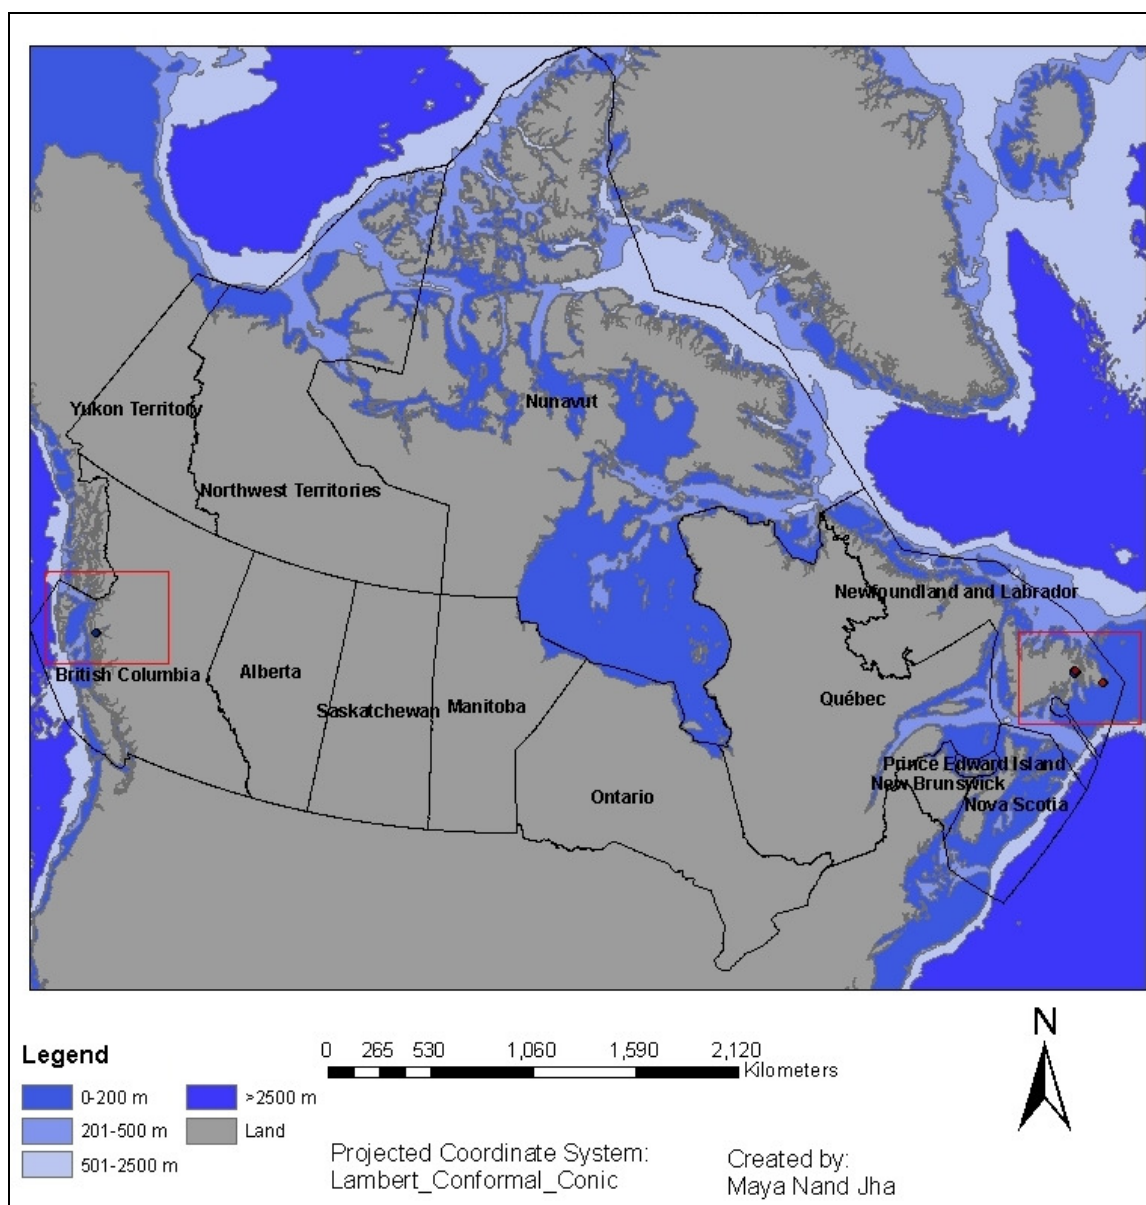 Nunavut
Yukon Territory
Northwest Territories
Newfoundland and Labrador
British Columbia
Alberta
Québec
Saskatchewan
Manitoba
Prince Edward Island
New Brunswick
Ontario
Nova Scotia
N
Legend
0 265 530 1,060 1,590 2,120
Kilometers
0-200 m
>2500 m
201-500 m
Land
501-2500 m
Projected Coordinate System:
Lambert_Conformal_Conic
Created by:
Maya Nand Jha